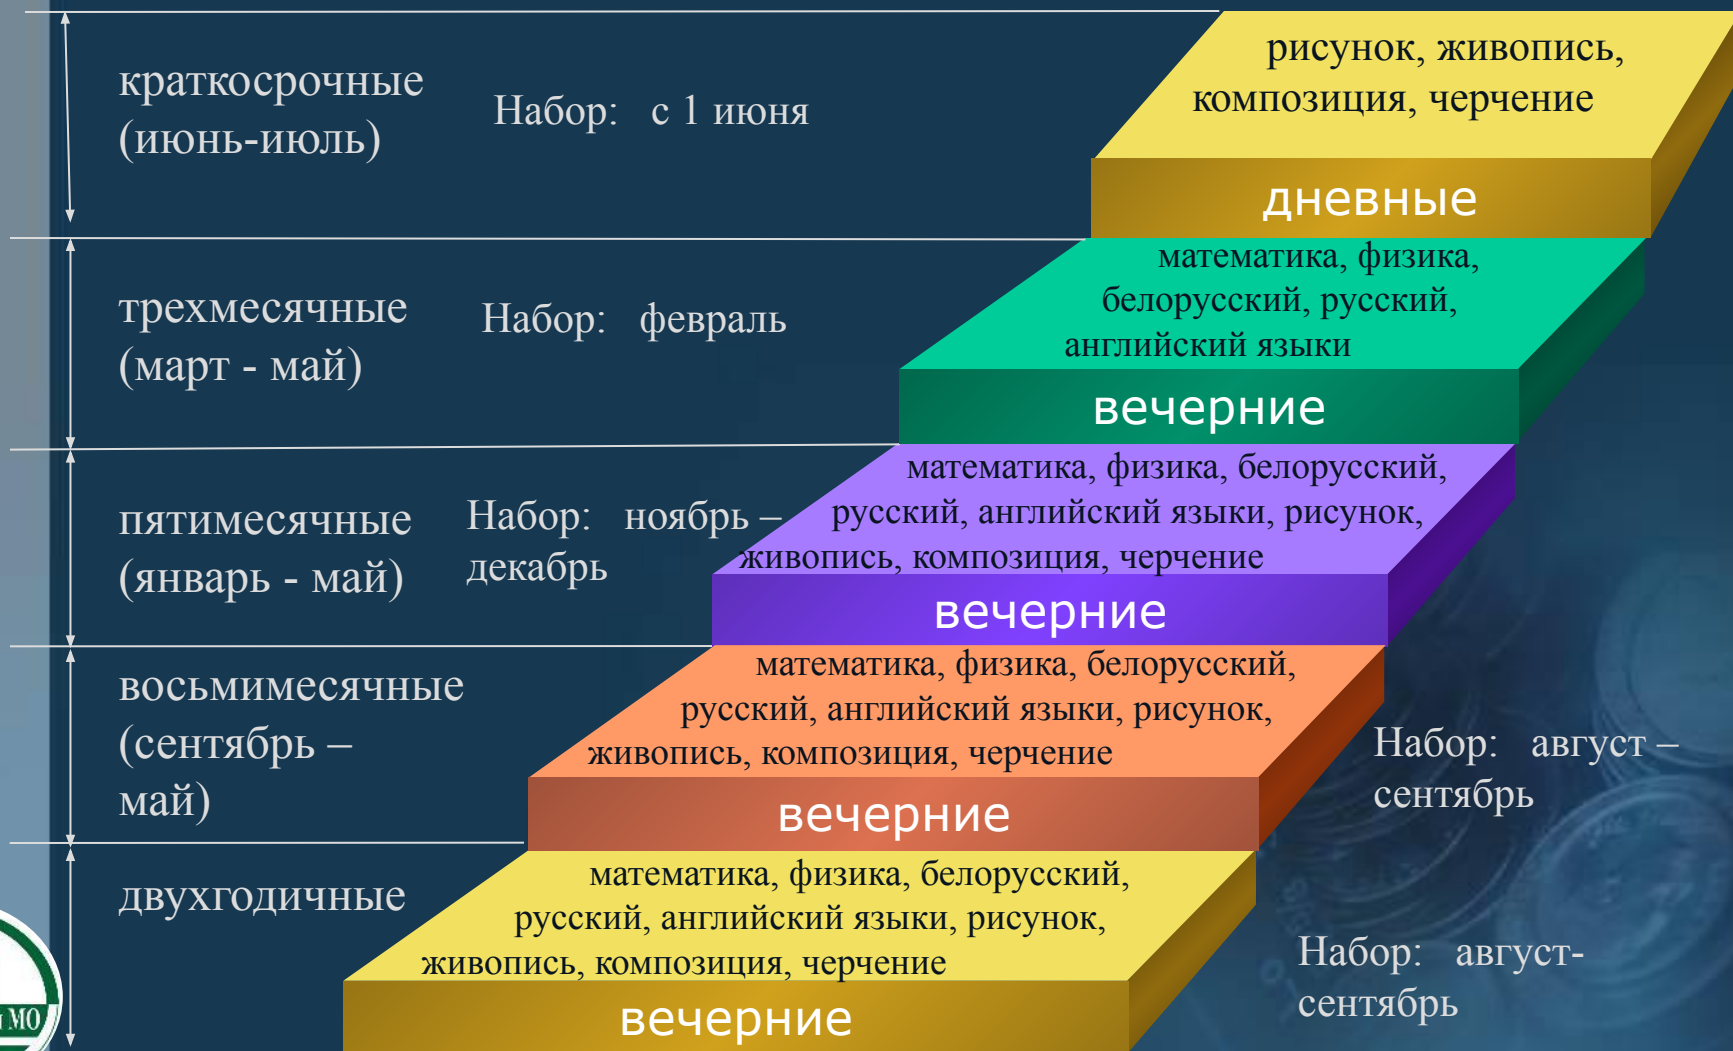 краткосрочные
(июнь-июль)
Набор: с 1 июня
рисунок, живопись,
композиция, черчение
дневные
трехмесячные
(март - май)
Набор: февраль
математика, физика,
белорусский, русский,
английский языки
вечерние
пятимесячные
(январь - май)
Набор: ноябрь –
декабрь
математика, физика, белорусский,
русский, английский языки, рисунок,
живопись, композиция, черчение
вечерние
восьмимесячные
(сентябрь –
май)
математика, физика, белорусский,
русский, английский языки, рисунок,
живопись, композиция, черчение
вечерние
Набор: август –
сентябрь
двухгодичные
математика, физика, белорусский,
русский, английский языки, рисунок,
живопись, композиция, черчение
вечерние
Набор: август-
сентябрь
МО